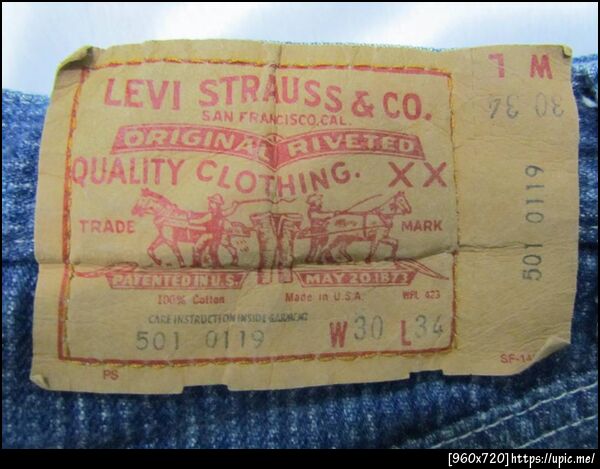 LEVI STRAUSS & CO.
SAN FRANCISCO, CAL.
ORIGINAL RIVETED
QUALITY CLOTHING. XX
TRADE MARK
PATENTED IN U.S. MAY 20 1873
100% Cotton Made in U.S.A. WPL 423
CARE INSTRUCTION INSIDE GARMENT
501 0119 W30 L34
PS
W L
30 34
501 0119
SF-14
[960x720]https://upic.me/